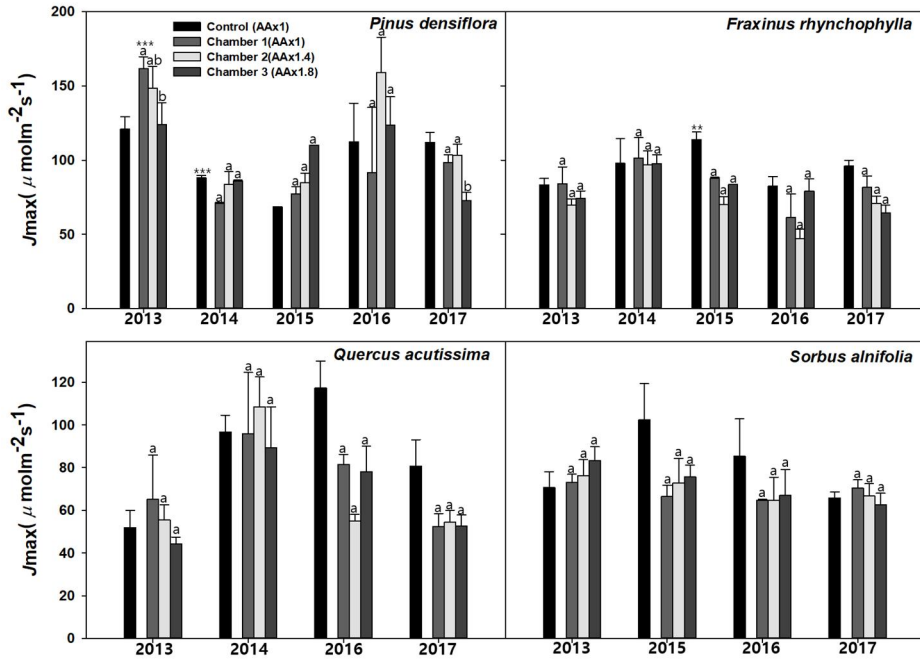 200
150
100
50
0
Jmax( μ molm-2s-1)
Control (AAx1)
Chamber 1(AAx1)
Chamber 2(AAx1.4)
Chamber 3 (AAx1.8)
Pinus densiflora
*** a ab b
*** a a a
a a a
a a a
a a b
2013 2014 2015 2016 2017
Fraxinus rhynchophylla
a a a
a a a
** a a a
a a a
a a a
2013 2014 2015 2016 2017
120
100
80
60
40
20
0
Jmax( μ molm-2s-1)
Quercus acutissima
a a a
a a a
a a a
a a a
2013 2014 2016 2017
Sorbus alnifolia
a a a
a a a
a a a
a a a
2013 2015 2016 2017